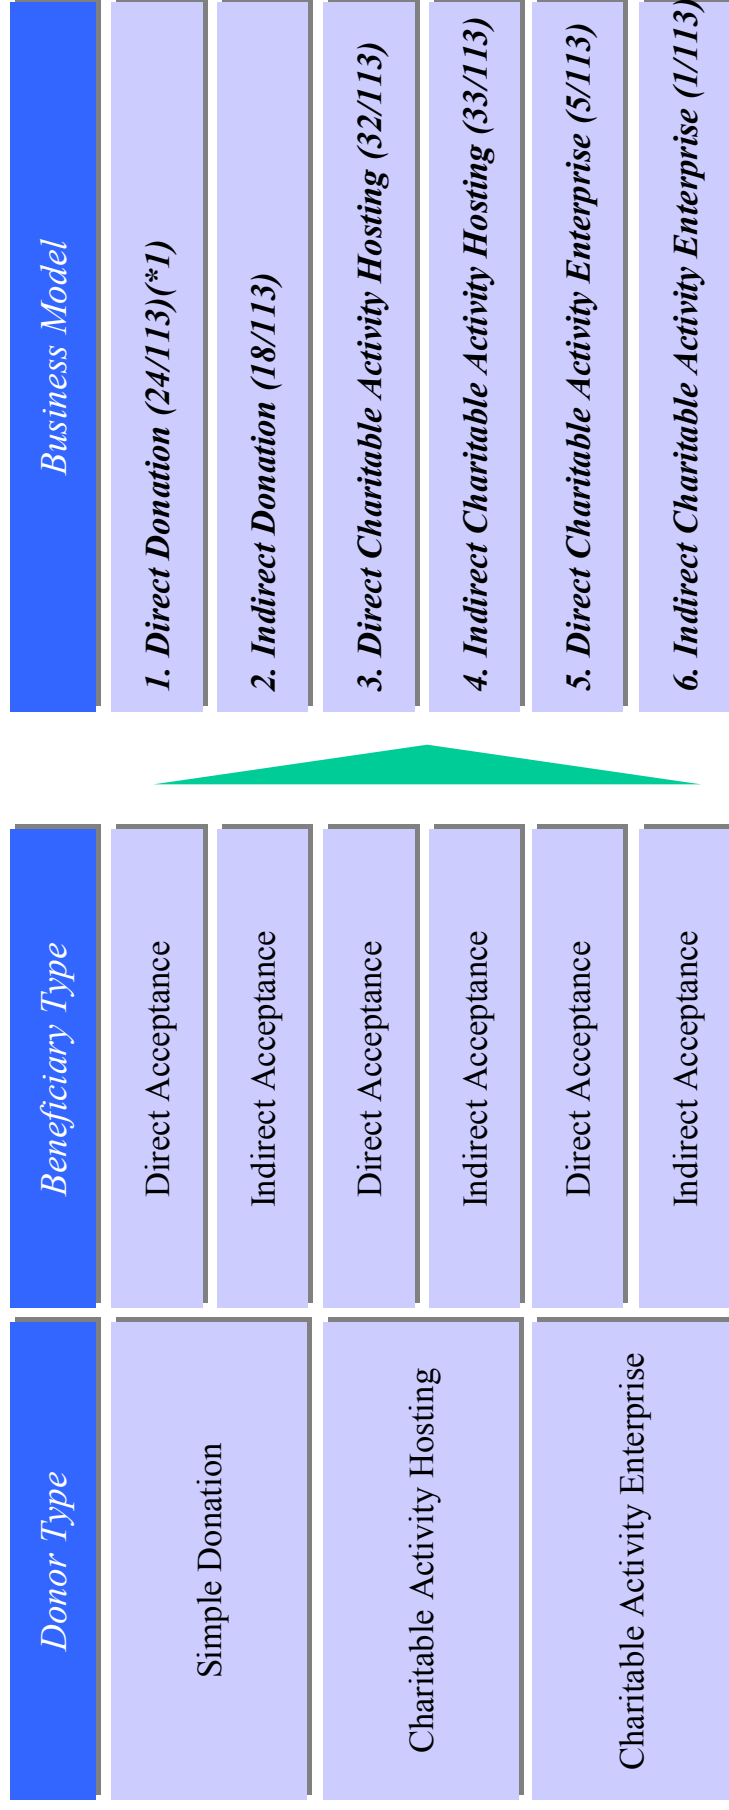 Donor Type
Beneficiary Type
Business Model
Simple Donation
Direct Acceptance
1. Direct Donation (24/113)(*1)
Indirect Acceptance
2. Indirect Donation (18/113)
Charitable Activity Hosting
Direct Acceptance
3. Direct Charitable Activity Hosting (32/113)
Indirect Acceptance
4. Indirect Charitable Activity Hosting (33/113)
Charitable Activity Enterprise
Direct Acceptance
5. Direct Charitable Activity Enterprise (5/113)
Indirect Acceptance
6. Indirect Charitable Activity Enterprise (1/113)